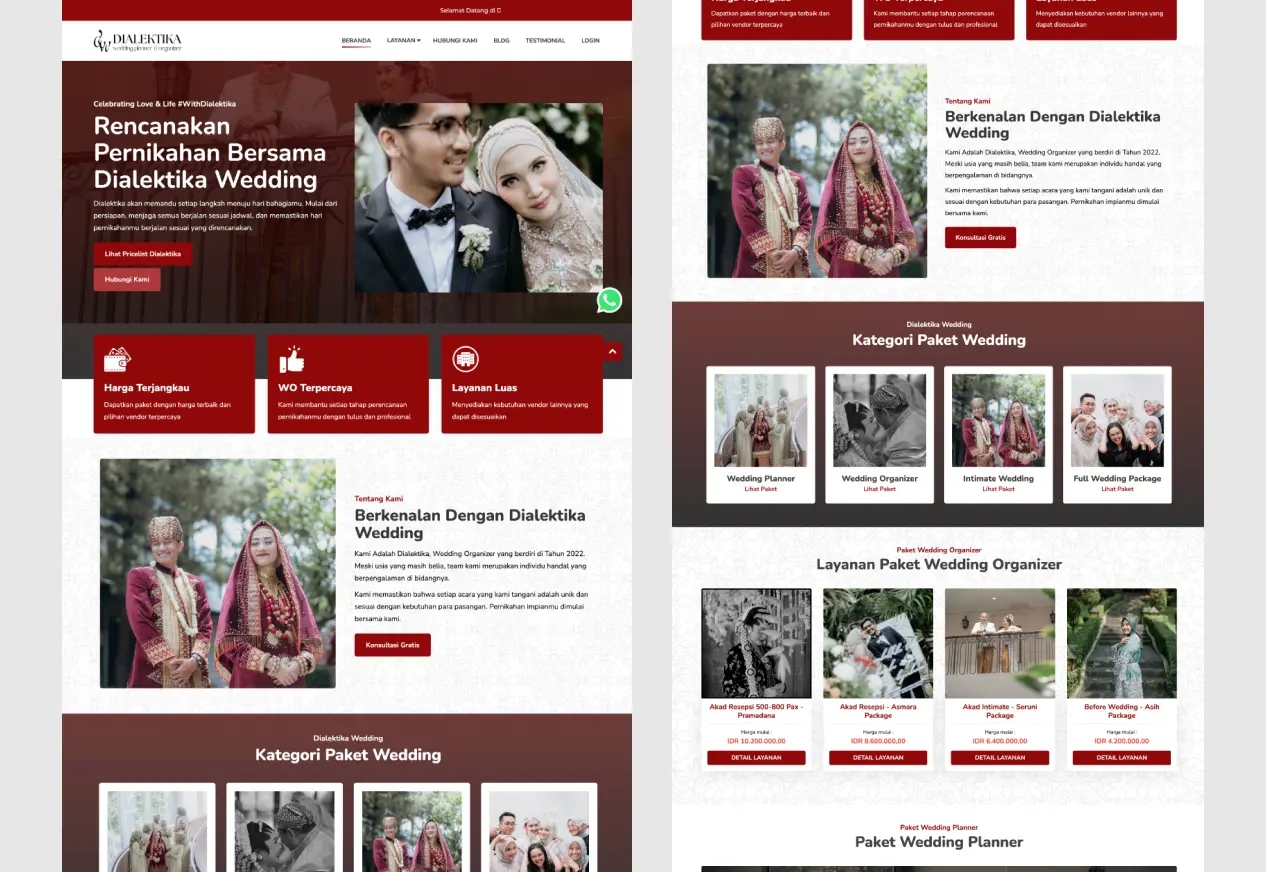 Selamat Datang di D
DIALEKTIKA
wedding planner & organizer
BERANDA
LAYANAN
HUBUNGI KAMI
BLOG
TESTIMONIAL
LOGIN
Celebrating Love & Life #WithDialektika
Rencanakan
Pernikahan Bersama
Dialektika Wedding
Dialektika akan memandu setiap langkah menuju hari bahagiamu. Mulai dari
persiapan, menjaga semua berjalan sesuai jadwal, dan memastikan hari
pernikahanmu berjalan sesuai yang direncanakan.
Lihat Pricelist Dialektika
Hubungi Kami
Harga Terjangkau
Dapatkan paket dengan harga terbaik dan
pilihan vendor terpercaya
WO Terpercaya
Kami membantu setiap tahap perencanaan
pernikahanmu dengan tulus dan profesional
Layanan Luas
Menyediakan kebutuhan vendor lainnya yang
dapat disesuaikan
Tentang Kami
Berkenalan Dengan Dialektika
Wedding
Kami Adalah Dialektika, Wedding Organizer yang berdiri di Tahun 2022.
Meski usia yang masih belia, team kami merupakan individu handal yang
berpengalaman di bidangnya.
Kami memastikan bahwa setiap acara yang kami tangani adalah unik dan
sesuai dengan kebutuhan para pasangan. Pernikahan impianmu dimulai
bersama kami.
Konsultasi Gratis
Dialektika Wedding
Kategori Paket Wedding
Dapatkan paket dengan harga terbaik dan
pilihan vendor terpercaya
Kami membantu setiap tahap perencanaan
pernikahanmu dengan tulus dan profesional
Menyediakan kebutuhan vendor lainnya yang
dapat disesuaikan
Tentang Kami
Berkenalan Dengan Dialektika
Wedding
Kami Adalah Dialektika, Wedding Organizer yang berdiri di Tahun 2022.
Meski usia yang masih belia, team kami merupakan individu handal yang
berpengalaman di bidangnya.
Kami memastikan bahwa setiap acara yang kami tangani adalah unik dan
sesuai dengan kebutuhan para pasangan. Pernikahan impianmu dimulai
bersama kami.
Konsultasi Gratis
Dialektika Wedding
Kategori Paket Wedding
Wedding Planner
Lihat Paket
Wedding Organizer
Lihat Paket
Intimate Wedding
Lihat Paket
Full Wedding Package
Lihat Paket
Paket Wedding Organizer
Layanan Paket Wedding Organizer
Akad Resepsi 500-800 Pax -
Pramadana
Harga mulai :
IDR 10.200.000,00
DETAIL LAYANAN
Akad Resepsi - Asmara
Package
Harga mulai :
IDR 8.600.000,00
DETAIL LAYANAN
Akad Intimate - Seruni
Package
Harga mulai :
IDR 6.400.000,00
DETAIL LAYANAN
Before Wedding - Asih
Package
Harga mulai :
IDR 4.200.000,00
DETAIL LAYANAN
Paket Wedding Planner
Paket Wedding Planner